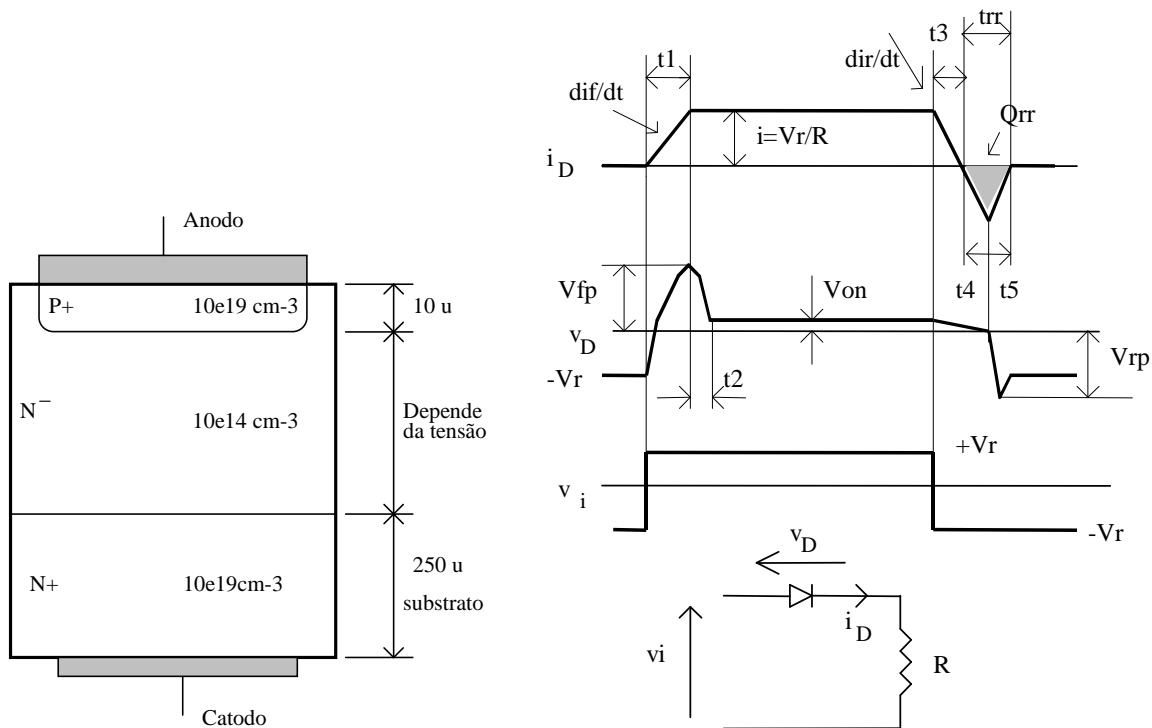 Anodo
P+
10e19 cm-3
10 u
N−
10e14 cm-3
Depende
da tensão
N+
10e19cm-3
250 u
substrato
Catodo
trr
t3
t1
dir/dt
dif/dt
Qrr
i=Vr/R
i D
Vfp
Von
t4
t5
v D
Vrp
-Vr
t2
+Vr
v i
-Vr
v D
i D
vi
R